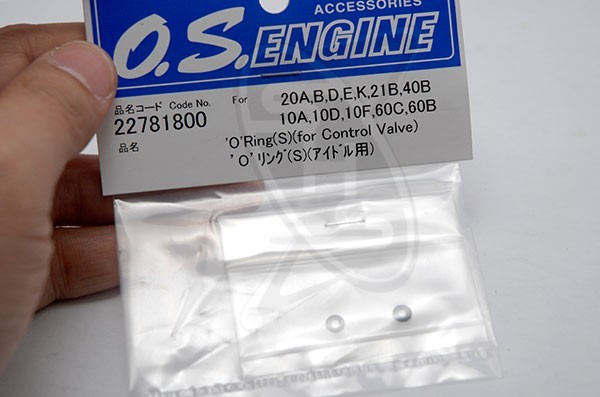 ACCESSORIES
O.S.ENGINE
品名コード Code No. For 20A,B,D,E,K,21B,40B
22781800 10A,10D,10F,60C,60B
品名 'O'Ring(S)(for Control Valve)
'O'リング(S)(アイドル用)